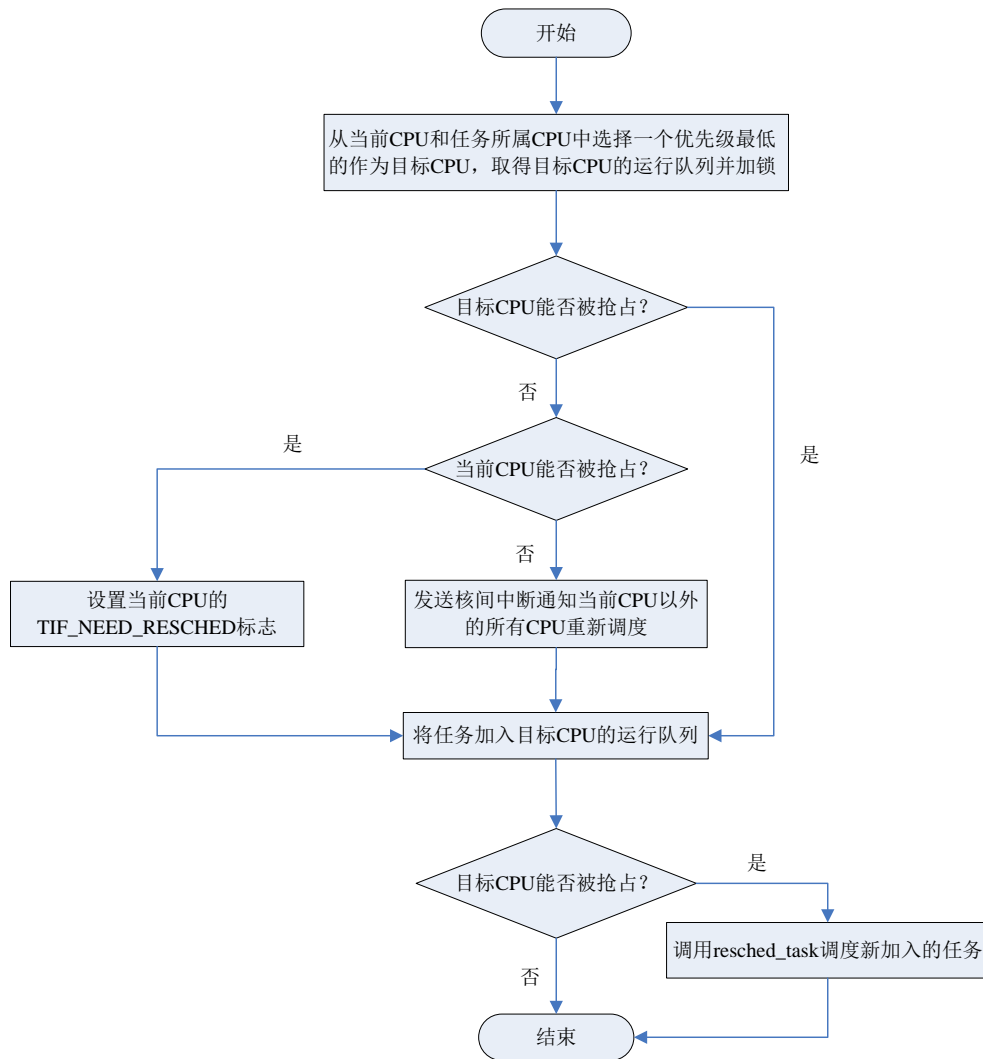 开始
从当前CPU和任务所属CPU中选择一个优先级最低
的作为目标CPU，取得目标CPU的运行队列并加锁
目标CPU能否被抢占？
否
是
是
当前CPU能否被抢占？
否
设置当前CPU的
TIF_NEED_RESCHED标志
发送核间中断通知当前CPU以外
的所有CPU重新调度
将任务加入目标CPU的运行队列
目标CPU能否被抢占？
是
调用resched_task调度新加入的任务
否
结束